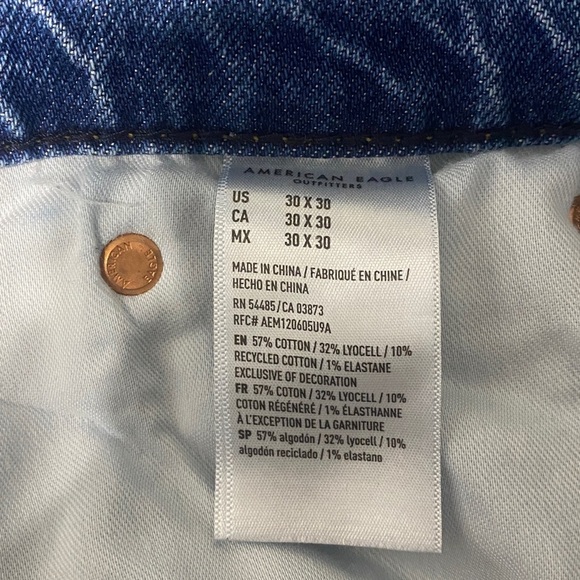 AMERICAN EAGLE
OUTFITTERS
US 30 X 30
CA 30 X 30
MX 30 X 30
MADE IN CHINA / FABRIQUÉ EN CHINE /
HECHO EN CHINA
RN 54485/CA 03873
RFC# AEM120605U9A
EN 57% COTTON / 32% LYOCELL / 10%
RECYCLED COTTON / 1% ELASTANE
EXCLUSIVE OF DECORATION
FR 57% COTON / 32% LYOCELL / 10%
COTON RÉGÉNÉRÉ / 1% ÉLASTHANNE
À L'EXCEPTION DE LA GARNITURE
SP 57% algodón / 32% lyocell / 10%
algodón reciclado / 1% elastano
AMERICAN